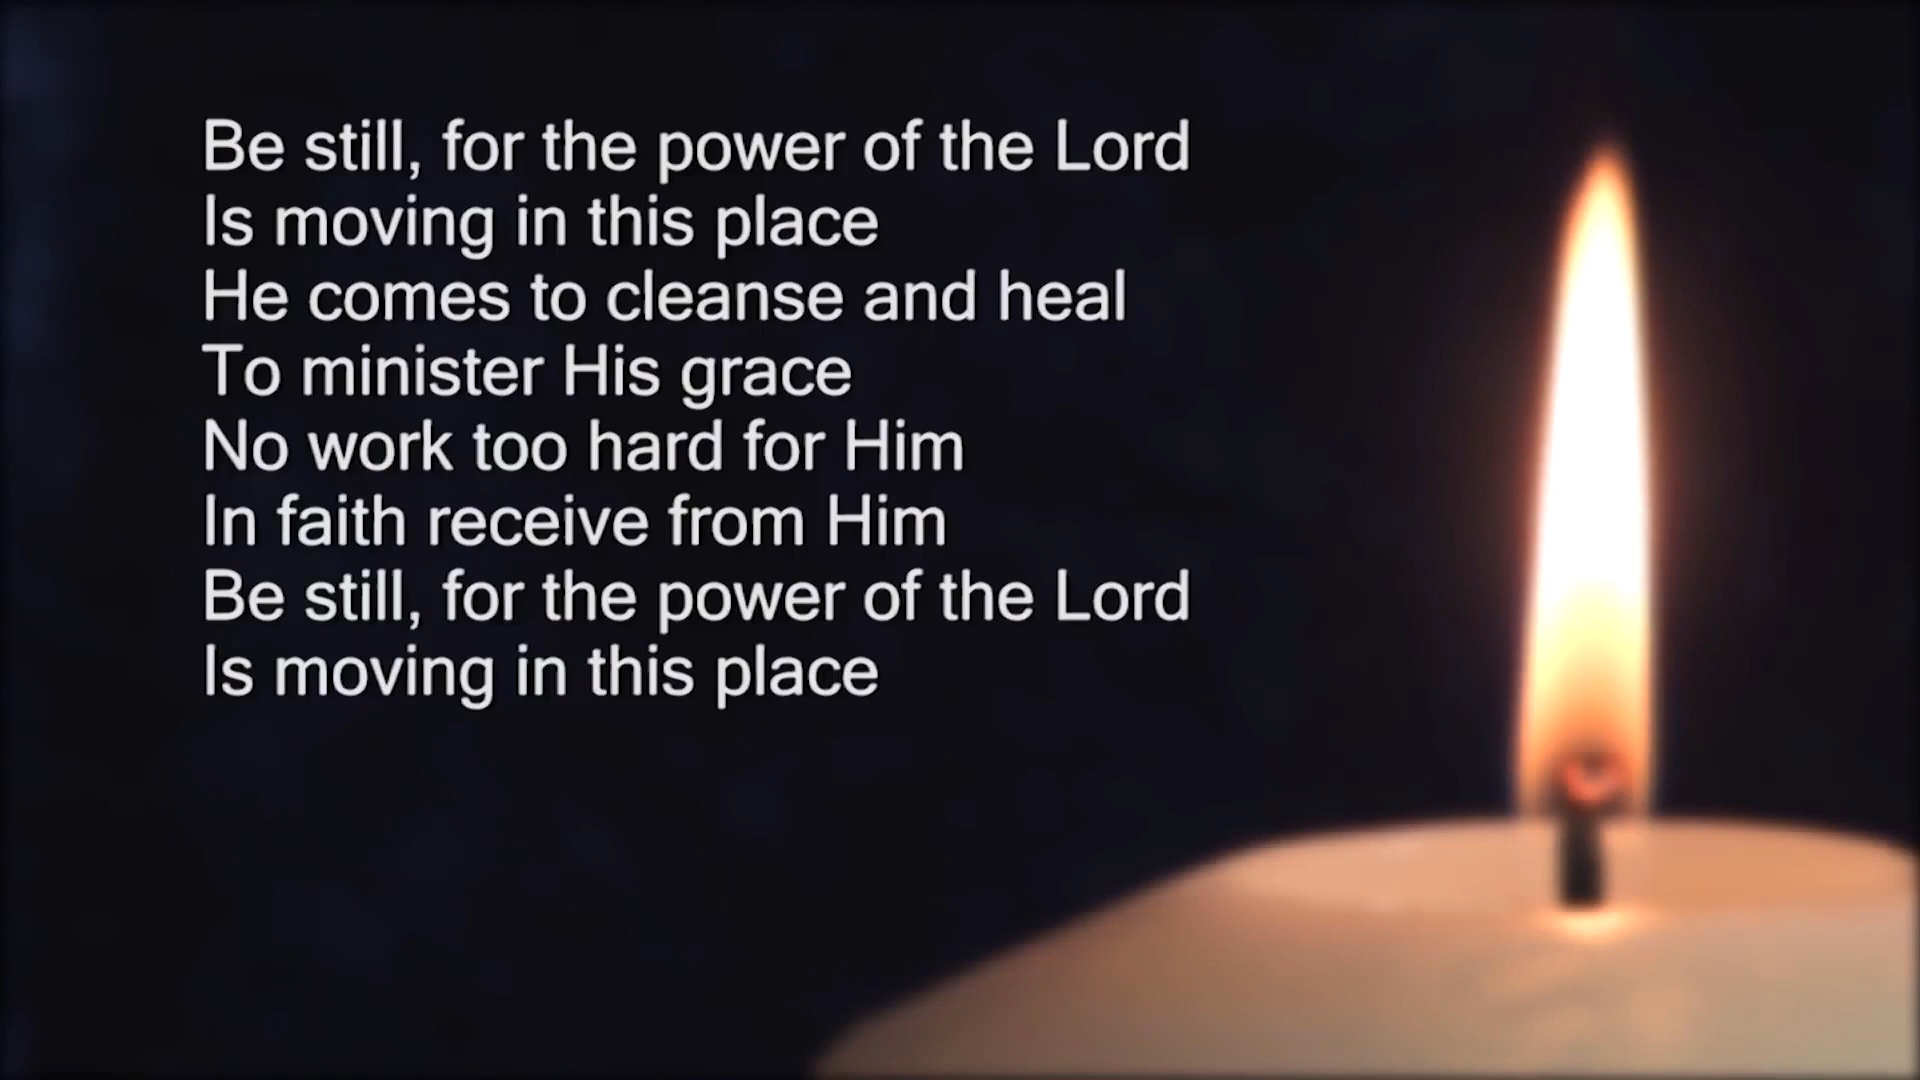 Be still, for the power of the Lord
Is moving in this place
He comes to cleanse and heal
To minister His grace
No work too hard for Him
In faith receive from Him
Be still, for the power of the Lord
Is moving in this place